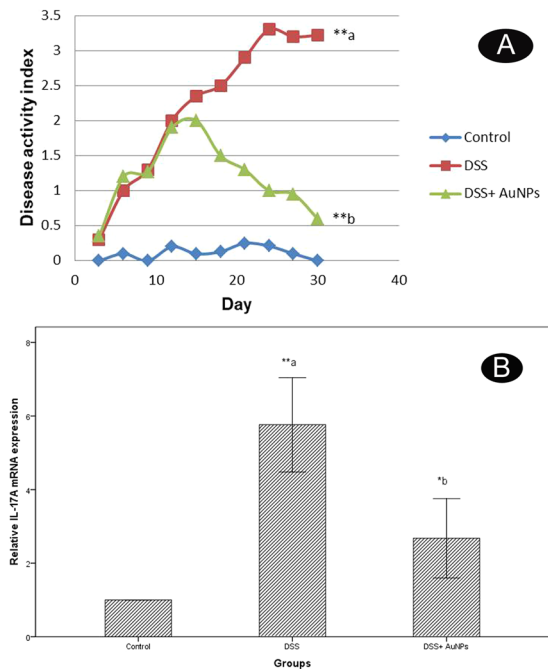 3.5
3
2.5
2
1.5
1
0.5
0
Disease activity index
0 10 20 30 40
Day
**a
**b
A
Control
DSS
DSS+ AuNPs
B
8
6
4
2
0
Relative IL-17A mRNA expression
**a
*b
Control DSS DSS+ AuNPs
Groups